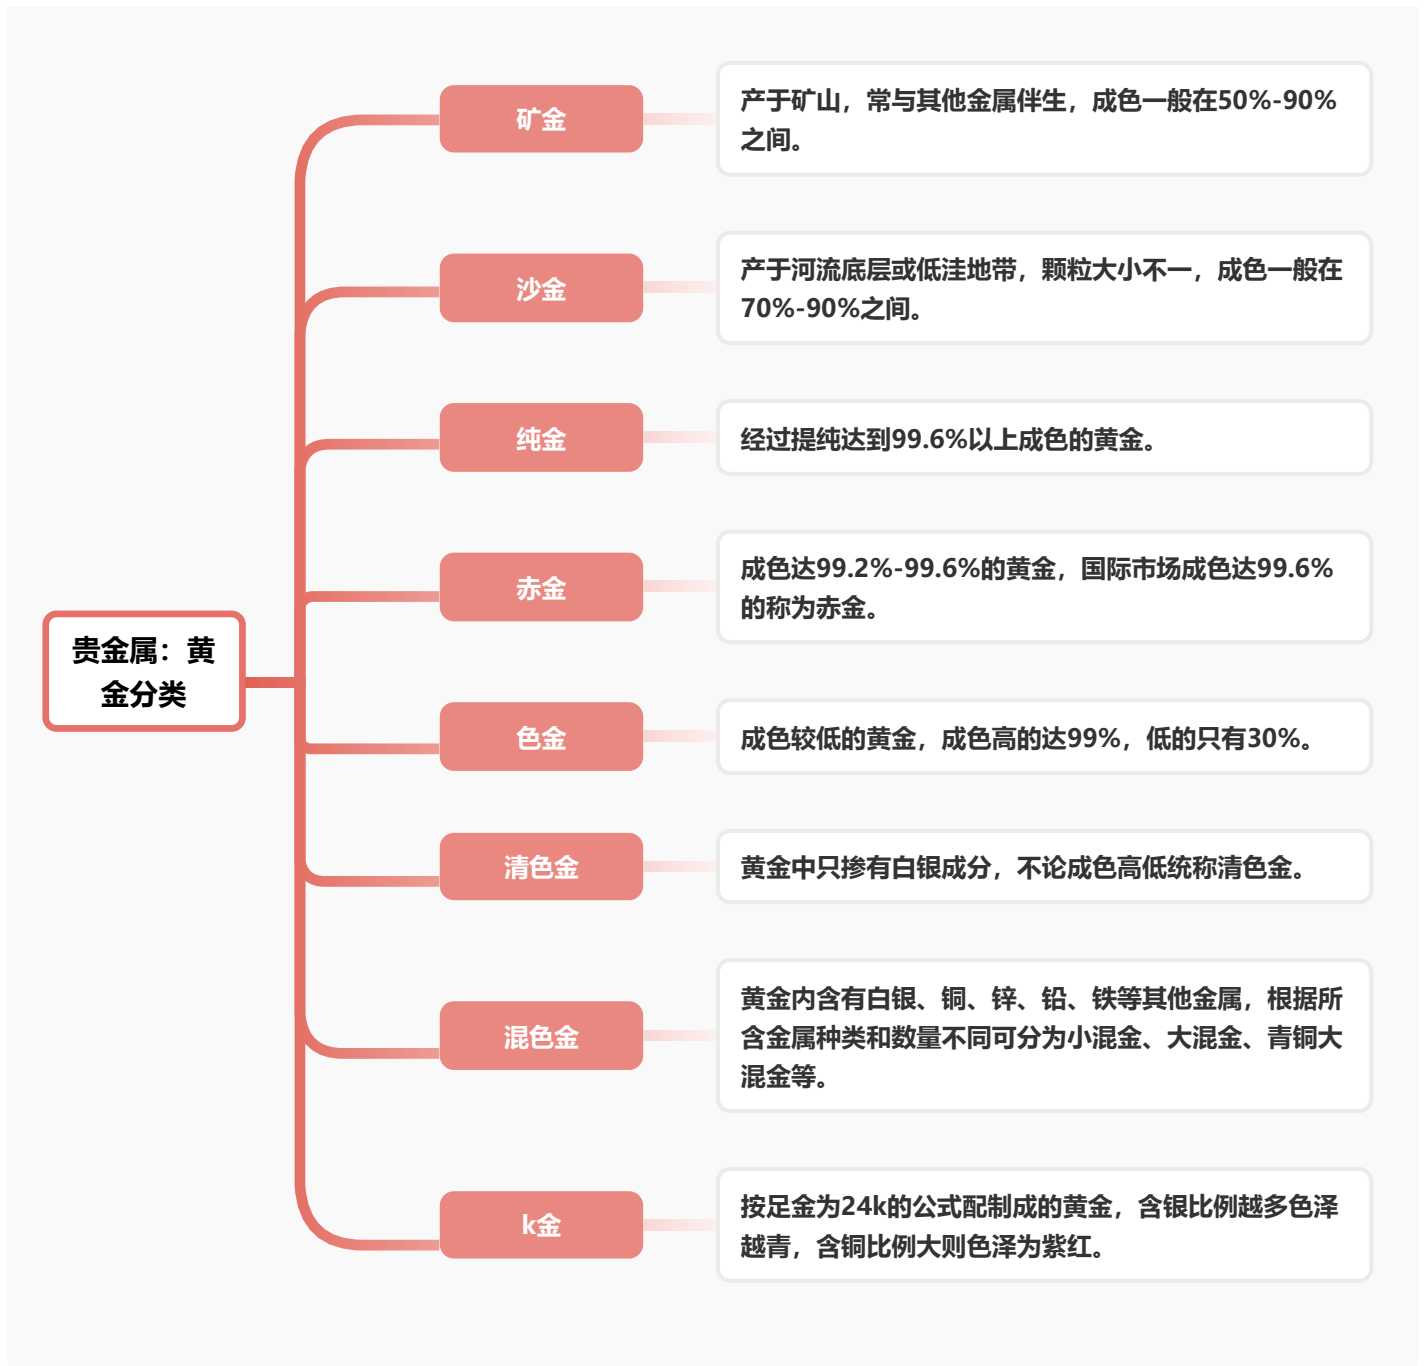 贵金属：黄
金分类
矿金
产于矿山，常与其他金属伴生，成色一般在50%-90%
之间。
沙金
产于河流底层或低洼地带，颗粒大小不一，成色一般在
70%-90%之间。
纯金
经过提纯达到99.6%以上成色的黄金。
赤金
成色达99.2%-99.6%的黄金，国际市场成色达99.6%
的称为赤金。
色金
成色较低的黄金，成色高的达99%，低的只有30%。
清色金
黄金中只掺有白银成分，不论成色高低统称清色金。
混色金
黄金内含有白银、铜、锌、铅、铁等其他金属，根据所
含金属种类和数量不同可分为小混金、大混金、青铜大
混金等。
k金
按足金为24k的公式配制成的黄金，含银比例越多色泽
越青，含铜比例大则色泽为紫红。